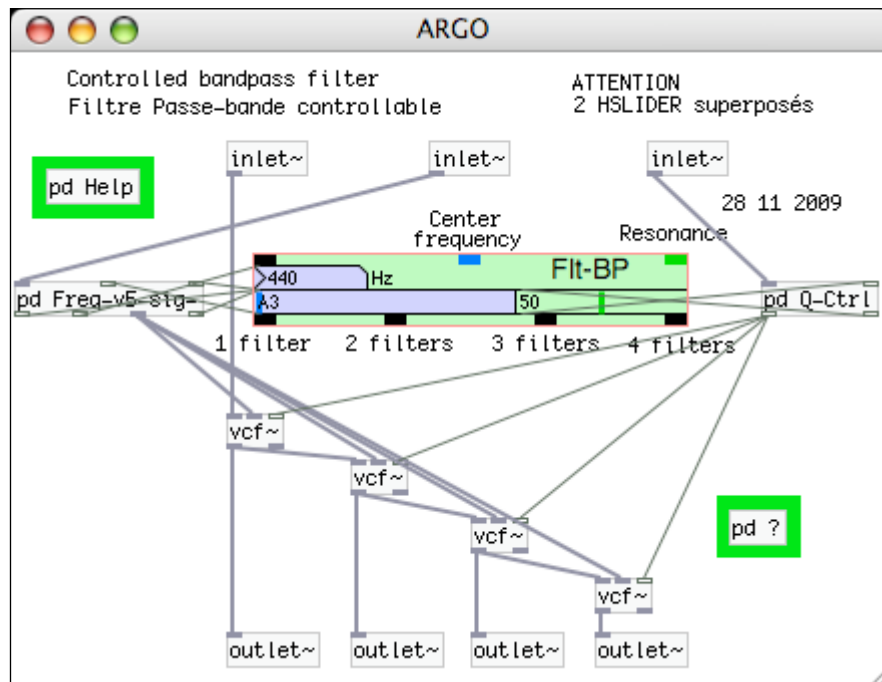 ARGO
Controlled bandpass filter
Filtre Passe-bande controllable
ATTENTION
2 HSLIDER superposés
inlet~
inlet~
inlet~
pd Help
28 11 2009
Center
frequency
Resonance
440
Hz
Flt-BP
pd Freq-v5-sig-
A3
50
pd Q-Ctrl
1 filter
2 filters
3 filters
4 filters
vcf~
vcf~
vcf~
pd ?
vcf~
outlet~
outlet~
outlet~
outlet~